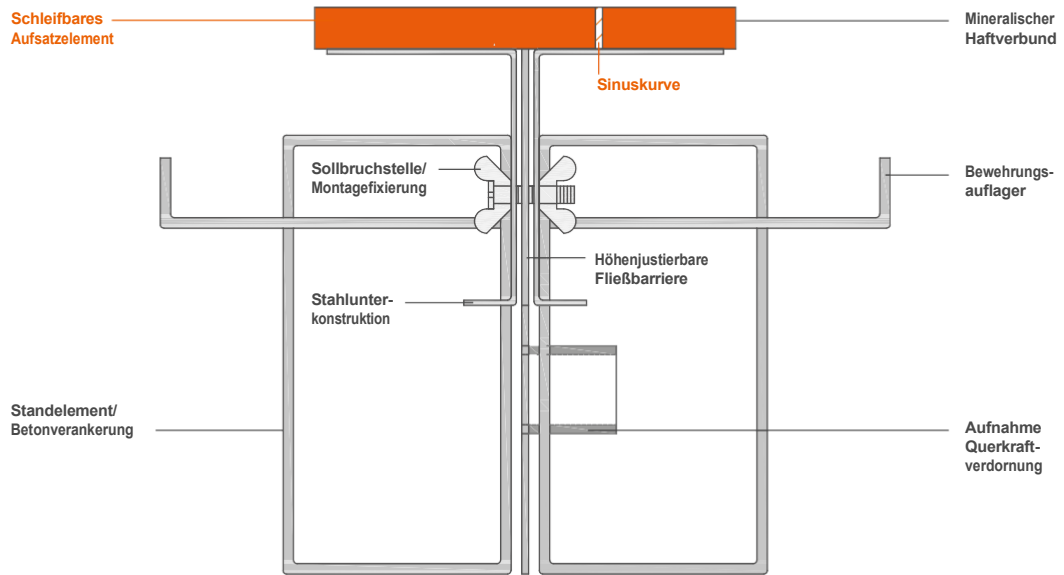 Schleifbares
Aufsatzelement
Mineralischer
Haftverbund
Sinuskurve
Sollbruchstelle/
Montagefixierung
Bewehrungs-
auflager
Höhenjustierbare
Fließbarriere
Stahlunter-
konstruktion
Standelement/
Betonverankerung
Aufnahme
Querkraft-
verdornung